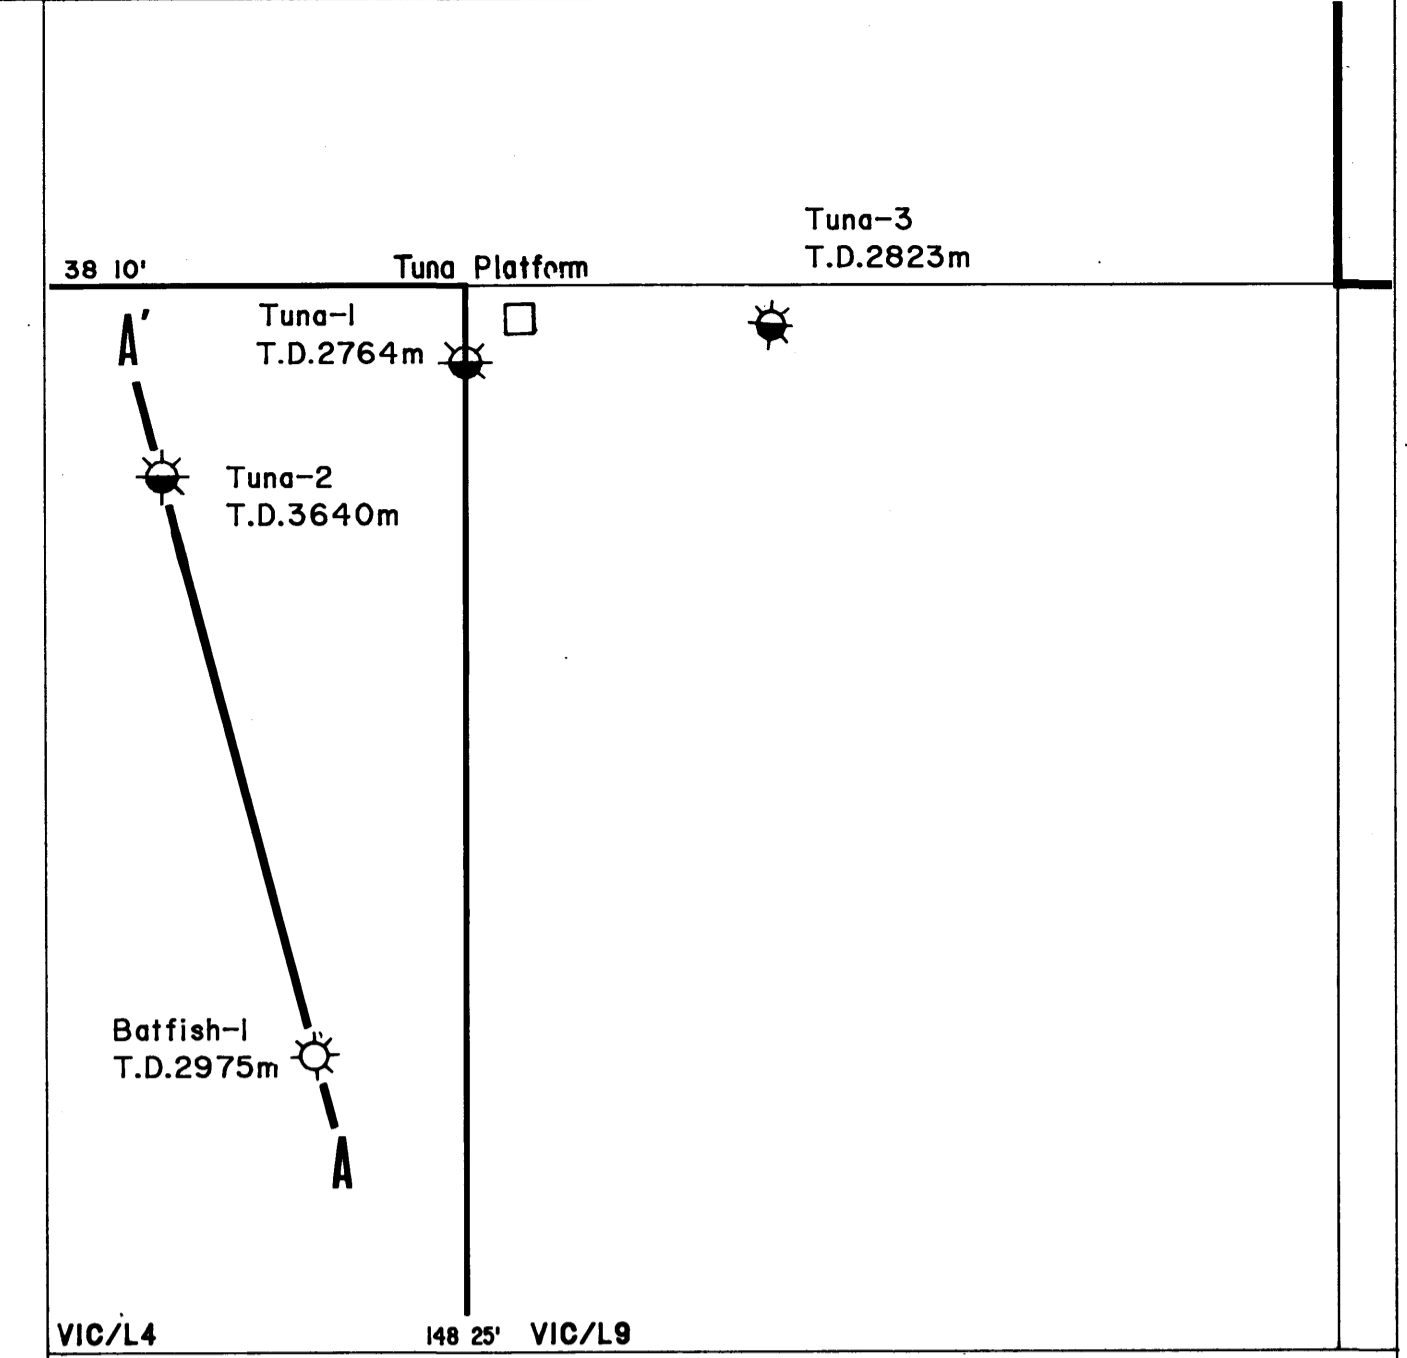 Tuna-3
T.D.2823m
38 10'
Tuna Platform
A'
Tuna-1
T.D.2764m
Tuna-2
T.D.3640m
Batfish-1
T.D.2975m
A
VIC/L4
148 25'
VIC/L9